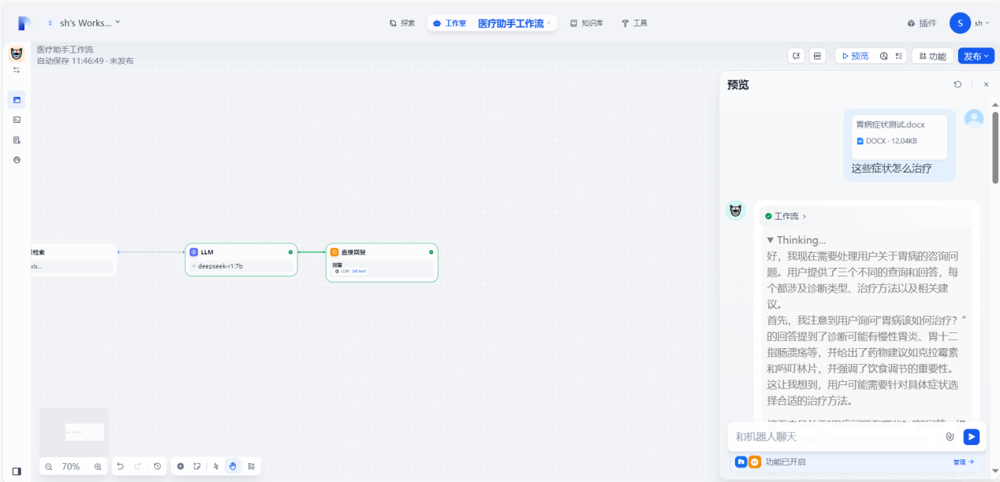 S sh's Works...
探索
工作室
医疗助手工作流
知识库
工具
插件
S sh
医疗助手工作流
自动保存 11:46:49 · 未发布
预览
功能
发布
预览
胃病症状测试.docx
DOCX · 12.04KB
这些症状怎么治疗
工作流
Thinking...
好，我现在需要处理用户关于胃病的咨询问
题。用户提供了三个不同的查询和回答，每
个都涉及诊断类型、治疗方法以及相关建
议。
首先，我注意到用户询问“胃病该如何治疗？”
的回答提到了诊断可能有慢性胃炎、胃十二
指肠溃疡等，并给出了药物建议如克拉霉素
和吗叮林片，并强调了饮食调节的重要性。
这让我想到，用户可能需要针对具体症状选
择合适的治疗方法。
检索
xls...
LLM
deepseek-r1:7b
直接回复
回复
LLM / {x} text
和机器人聊天
功能已开启
管理
70%